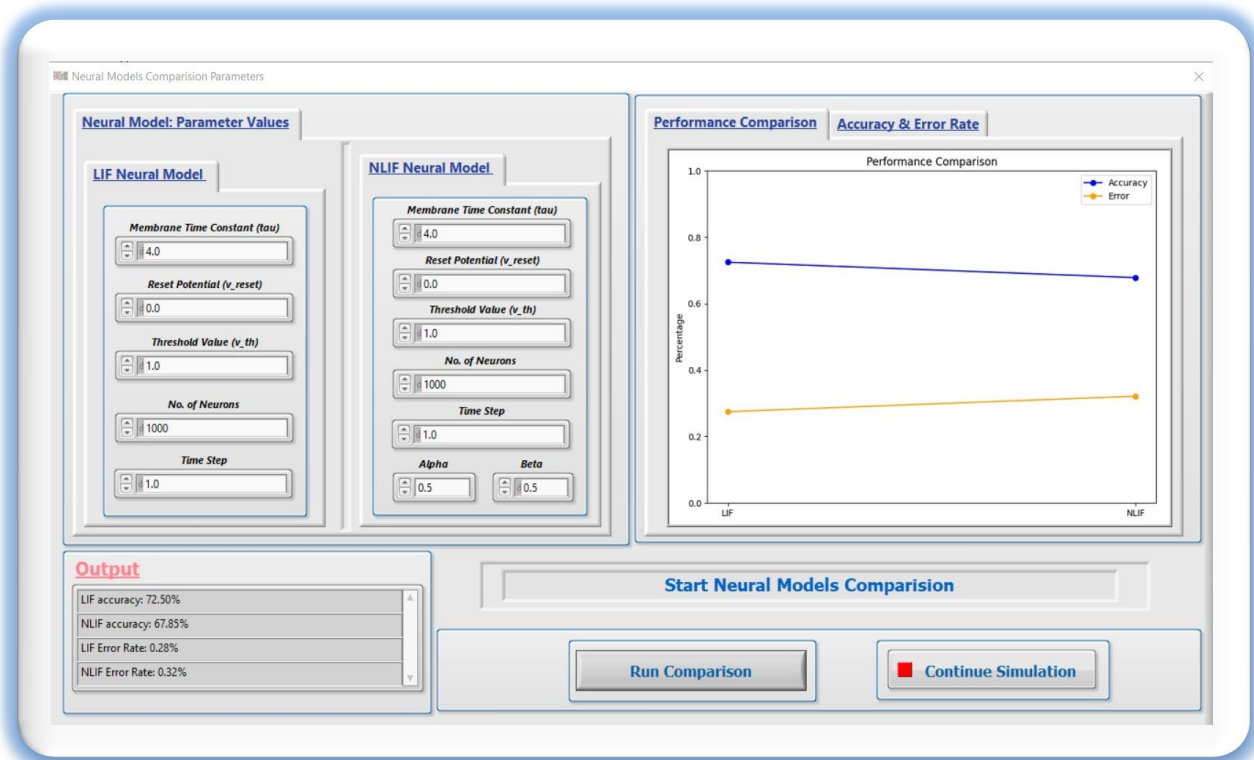 Neural Models Comparision Parameters
Neural Model: Parameter Values
LIF Neural Model
Membrane Time Constant (tau)
4.0
Reset Potential (v_reset)
0.0
Threshold Value (v_th)
1.0
No. of Neurons
1000
Time Step
1.0
NLIF Neural Model
Membrane Time Constant (tau)
4.0
Reset Potential (v_reset)
0.0
Threshold Value (v_th)
1.0
No. of Neurons
1000
Time Step
1.0
Alpha Beta
0.5 0.5
Performance Comparison Accuracy & Error Rate
Performance Comparison
1.0
0.8
0.6
0.4
0.2
0.0
Percentage
Accuracy
Error
LIF NLIF
Output
LIF accuracy: 72.50%
NLIF accuracy: 67.85%
LIF Error Rate: 0.28%
NLIF Error Rate: 0.32%
Start Neural Models Comparision
Run Comparison
Continue Simulation